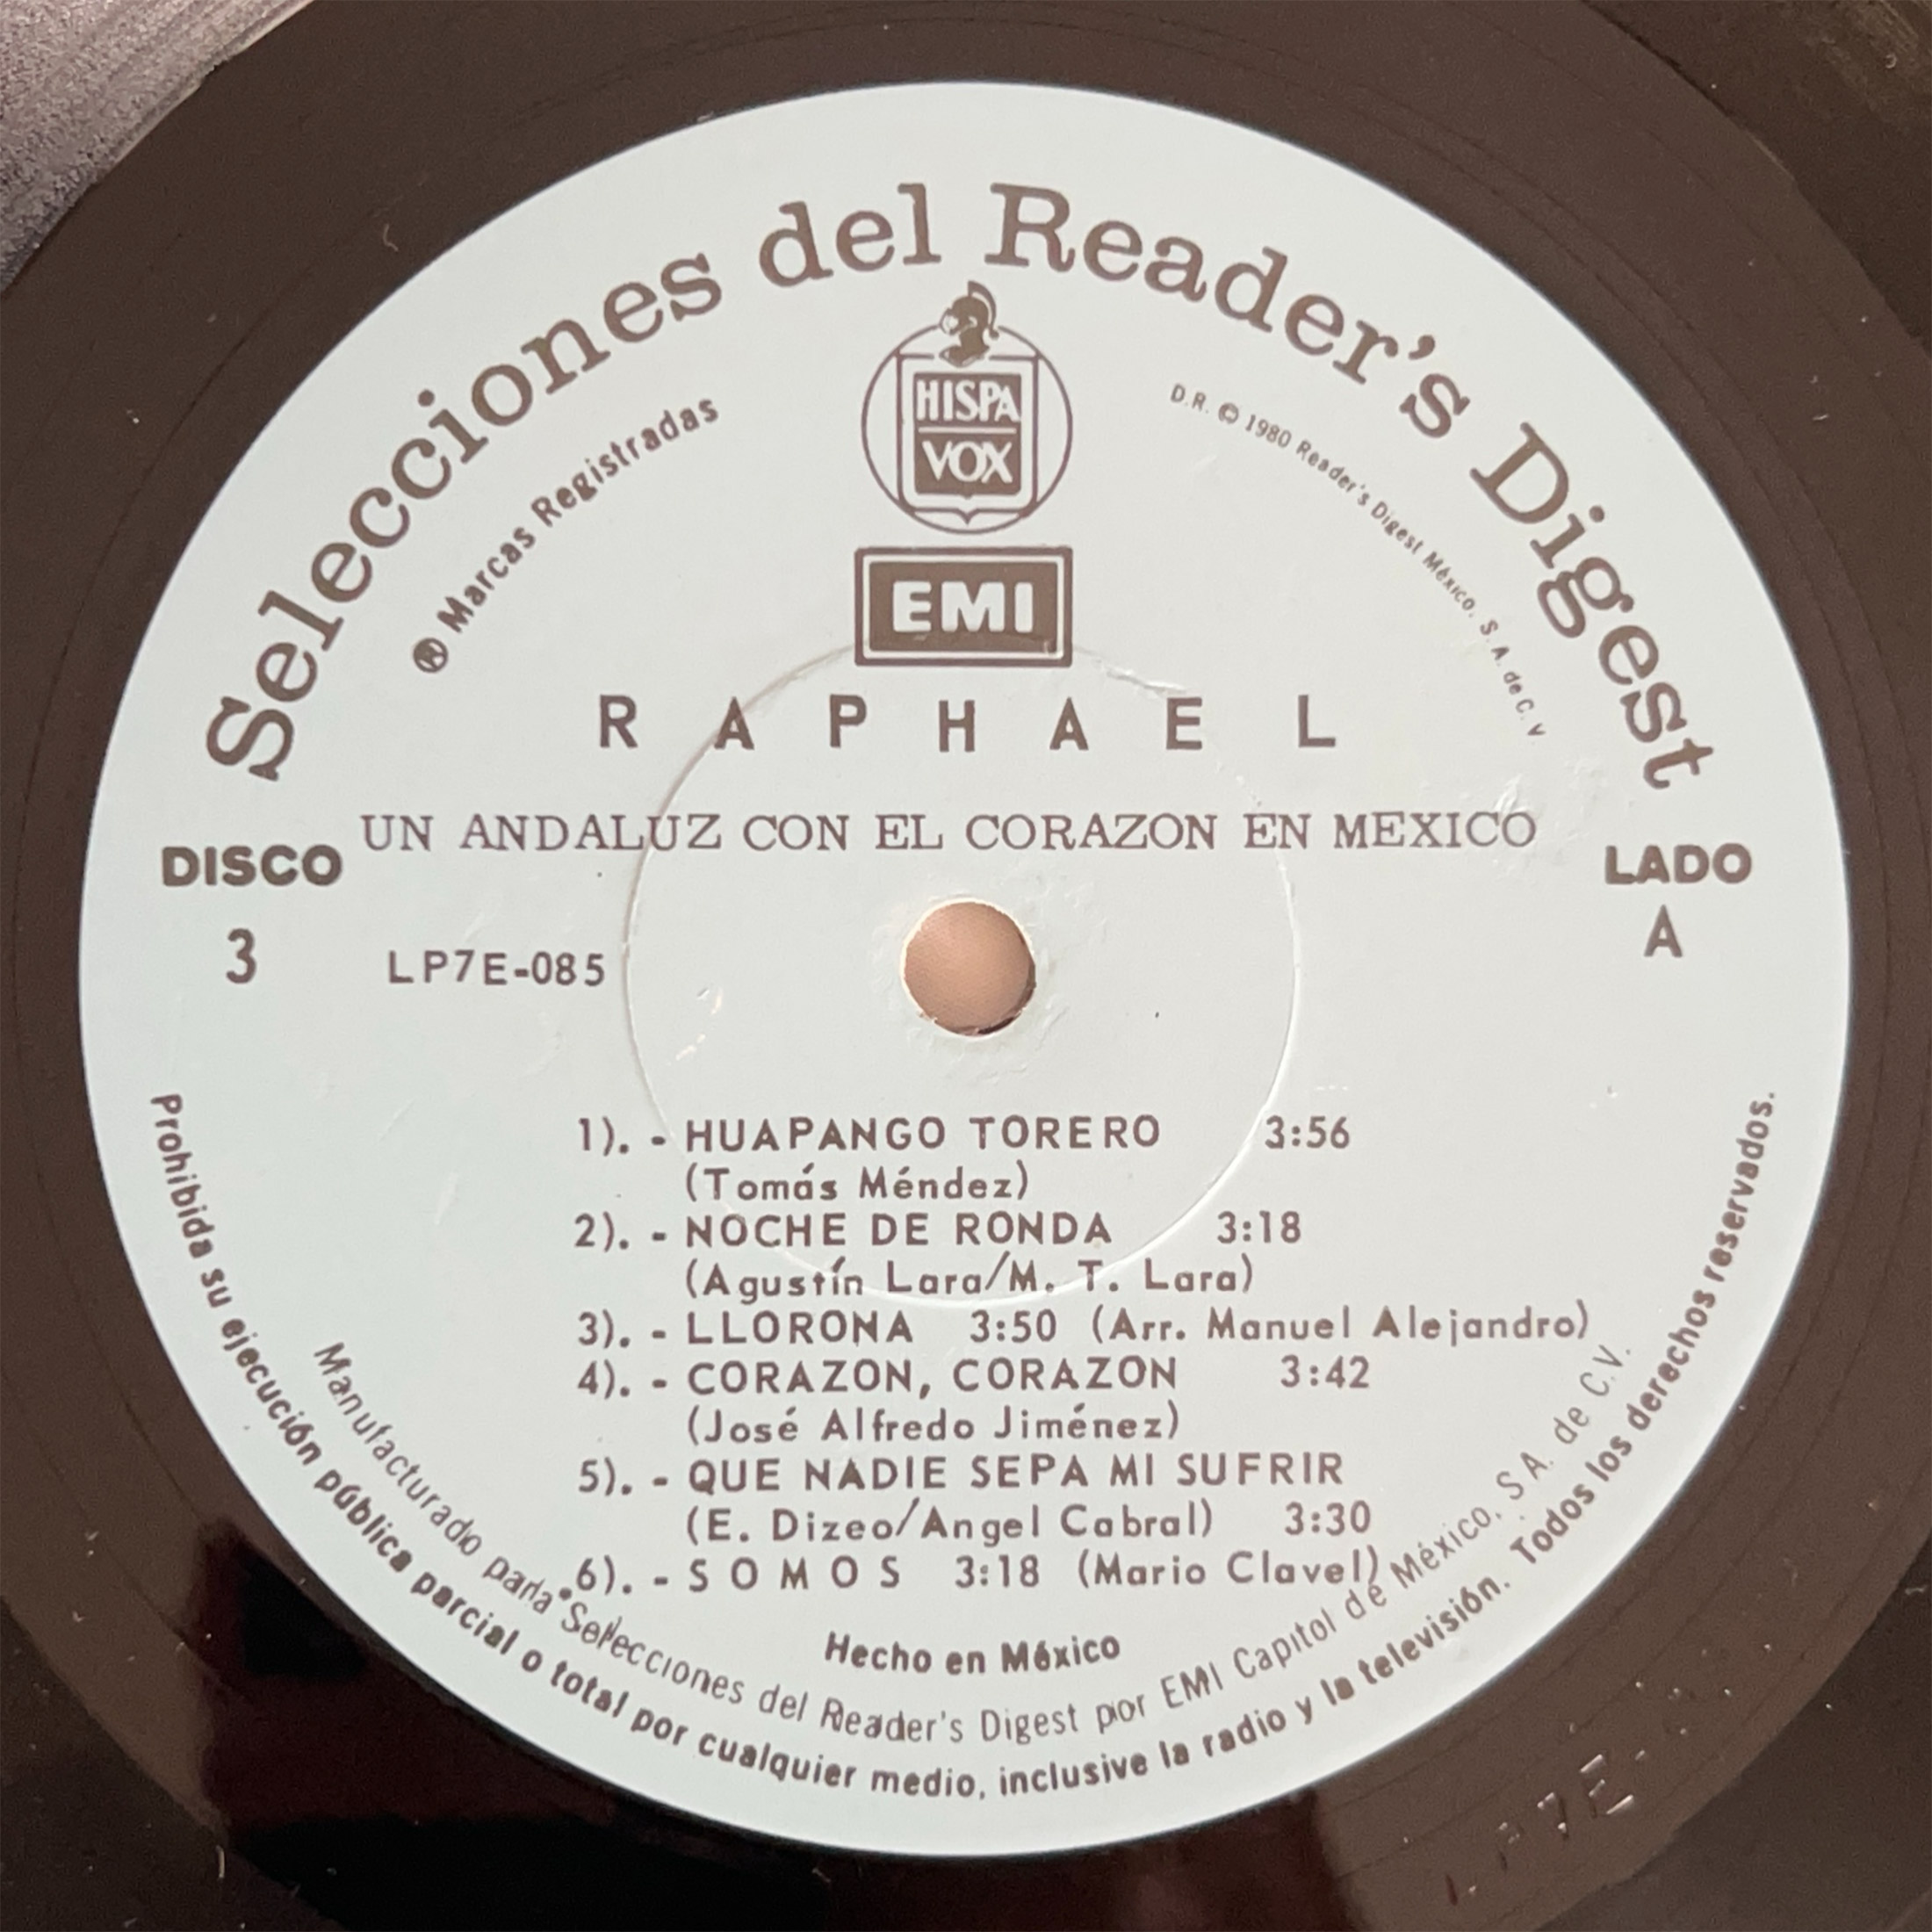 Selecciones del Reader's Digest
® Marcas Registradas
HISPA
VOX
D.R. © 1980 Reader's Digest México, S.A. de C.V
EMI
RAPHAEL
UN ANDALUZ CON EL CORAZON EN MEXICO
DISCO
3
LP7E-085
LADO
A
1). - HUAPANGO TORERO 3:56
(Tomás Méndez)
2). - NOCHE DE RONDA 3:18
(Agustín Lara/M. T. Lara)
3). - LLORONA 3:50 (Arr. Manuel Alejandro)
4). - CORAZON, CORAZON 3:42
(José Alfredo Jiménez)
5). - QUE NADIE SEPA MI SUFRIR
(E. Dizeo/Angel Cabral) 3:30
6). - SOMOS 3:18 (Mario Clavel)
Hecho en México
Manufacturado para Selecciones del Reader's Digest por EMI Capitol de México, S.A. de C.V.
Prohibida su ejecución pública parcial o total por cualquier medio, inclusive la radio y la televisión. Todos los derechos reservados.